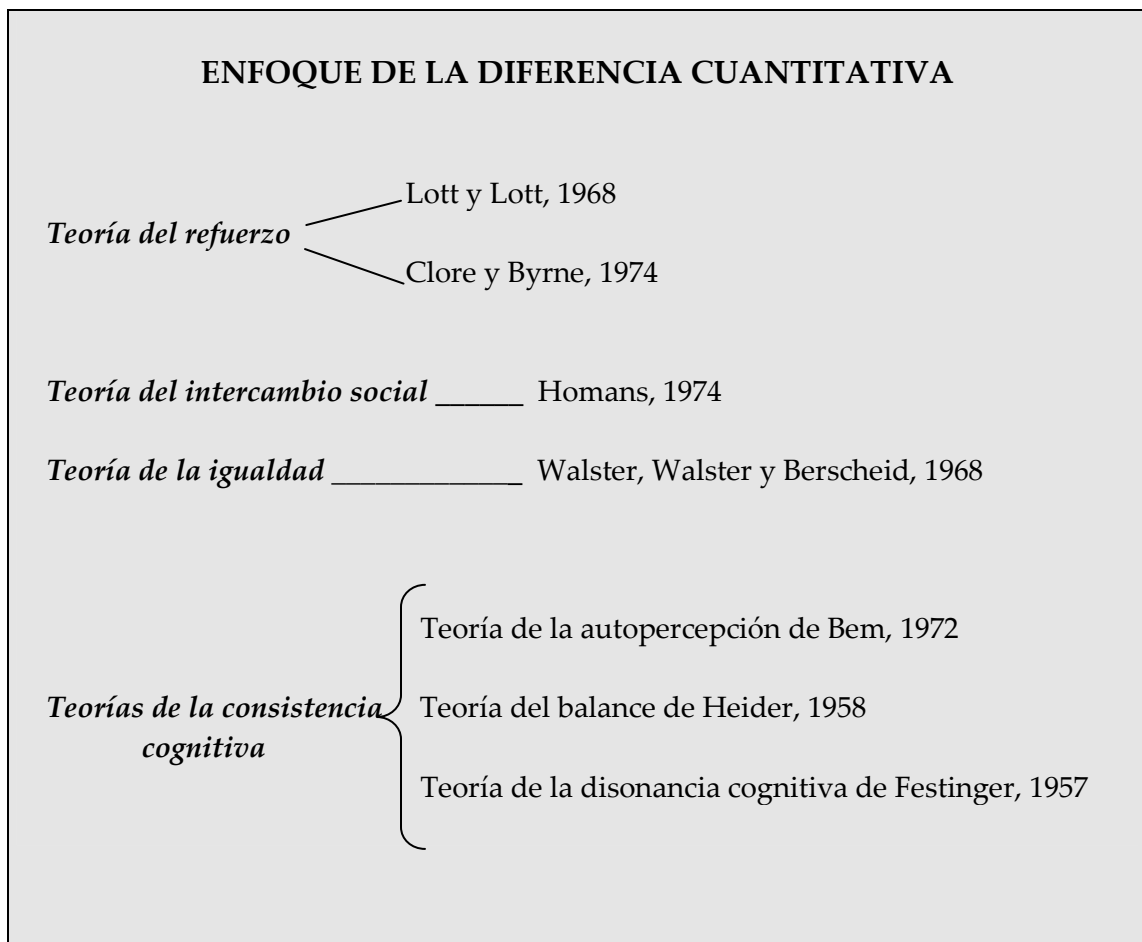 ENFOQUE DE LA DIFERENCIA CUANTITATIVA
Lott y Lott, 1968
Teoría del refuerzo
Clore y Byrne, 1974
Teoría del intercambio social ______ Homans, 1974
Teoría de la igualdad _____________ Walster, Walster y Berscheid, 1968
Teoría de la autopercepción de Bem, 1972
Teorías de la consistencia
cognitiva
Teoría del balance de Heider, 1958
Teoría de la disonancia cognitiva de Festinger, 1957